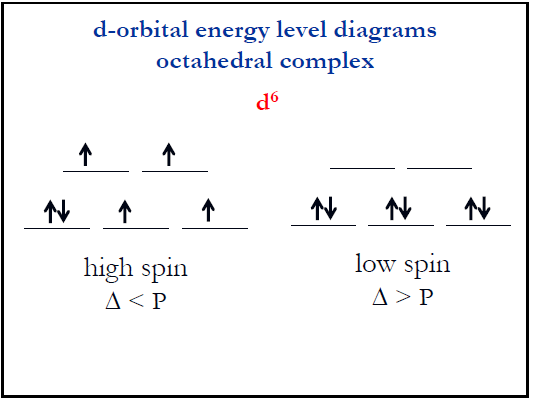 d-orbital energy level diagrams
octahedral complex
d⁶
high spin
Δ < P
low spin
Δ > P